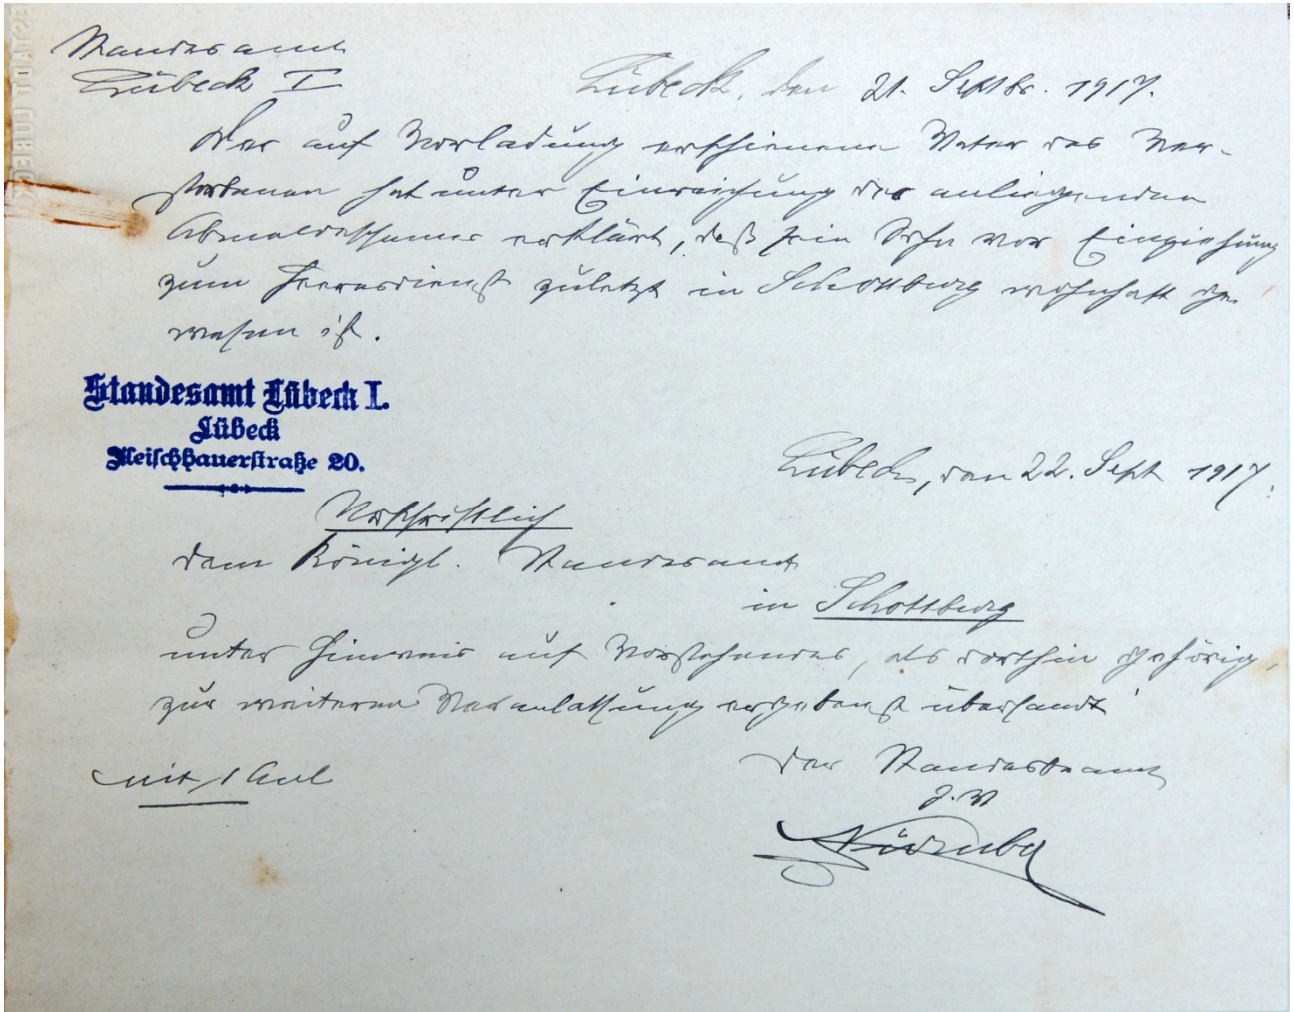 Standesamt
Lübeck I
Lübeck, den 21. Septbr. 1917.
Der auf Vorladung erschienene Vater des Ver-
storbenen hat unter Einreichung des anliegenden
Abmeldescheines erklärt, daß sein Sohn vor Einziehung
zum Heeresdienst zuletzt in Schottburg wohnhaft ge-
wesen ist.
Standesamt Lübeck I.
Lübeck
Fleischhauerstraße 20.
Lübeck, den 22. Sept 1917.
Urschriftlich
dem Königl. Standesamt
in Schottburg
unter Hinweis auf Vorstehendes, als dorthin gehörig,
zur weiteren Veranlassung ergebenst übersandt
mit 1 Anl
Der Standesbeamte
J. V